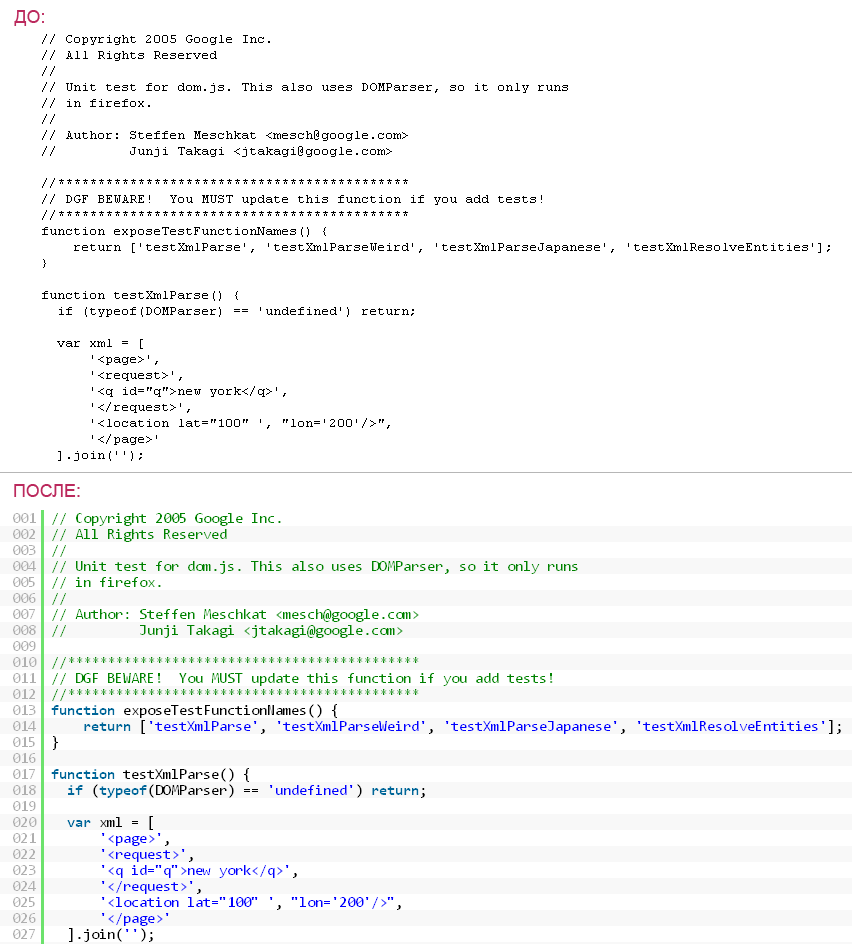 ДО:
// Copyright 2005 Google Inc.
// All Rights Reserved
//
// Unit test for dom.js. This also uses DOMParser, so it only runs
// in firefox.
//
// Author: Steffen Meschkat <mesch@google.com>
//         Junji Takagi <jtakagi@google.com>

//********************************************
// DGF BEWARE!  You MUST update this function if you add tests!
//********************************************
function exposeTestFunctionNames() {
    return ['testXmlParse', 'testXmlParseWeird', 'testXmlParseJapanese', 'testXmlResolveEntities'];
}

function testXmlParse() {
  if (typeof(DOMParser) == 'undefined') return;

  var xml = [
      '<page>',
      '<request>',
      '<q id="q">new york</q>',
      '</request>',
      '<location lat="100" ', "lon='200'/>",
      '</page>'
  ].join('');
ПОСЛЕ:
001 // Copyright 2005 Google Inc.
002 // All Rights Reserved
003 //
004 // Unit test for dom.js. This also uses DOMParser, so it only runs
005 // in firefox.
006 //
007 // Author: Steffen Meschkat <mesch@google.com>
008 //         Junji Takagi <jtakagi@google.com>
009
010 //********************************************
011 // DGF BEWARE!  You MUST update this function if you add tests!
012 //********************************************
013 function exposeTestFunctionNames() {
014     return ['testXmlParse', 'testXmlParseWeird', 'testXmlParseJapanese', 'testXmlResolveEntities'];
015 }
016
017 function testXmlParse() {
018   if (typeof(DOMParser) == 'undefined') return;
019
020   var xml = [
021       '<page>',
022       '<request>',
023       '<q id="q">new york</q>',
024       '</request>',
025       '<location lat="100" ', "lon='200'/>",
026       '</page>'
027   ].join('');